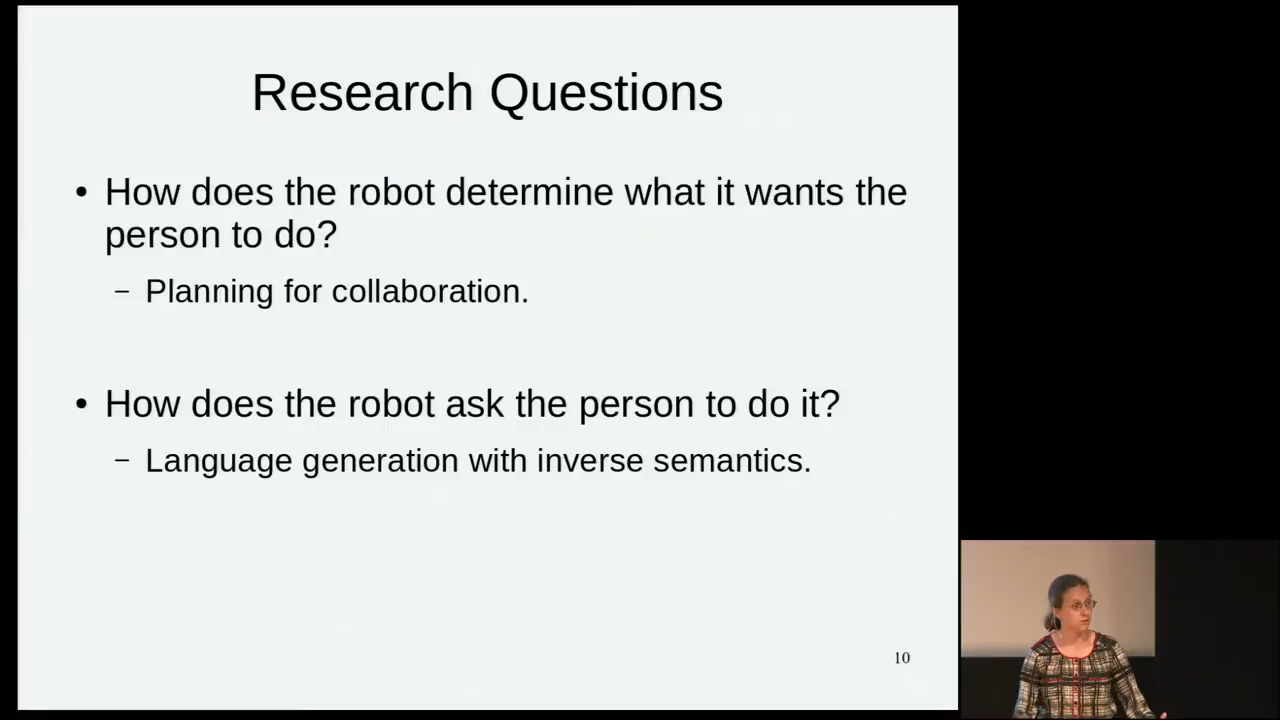 Research Questions
• How does the robot determine what it wants the
person to do?
– Planning for collaboration.
• How does the robot ask the person to do it?
– Language generation with inverse semantics.
10